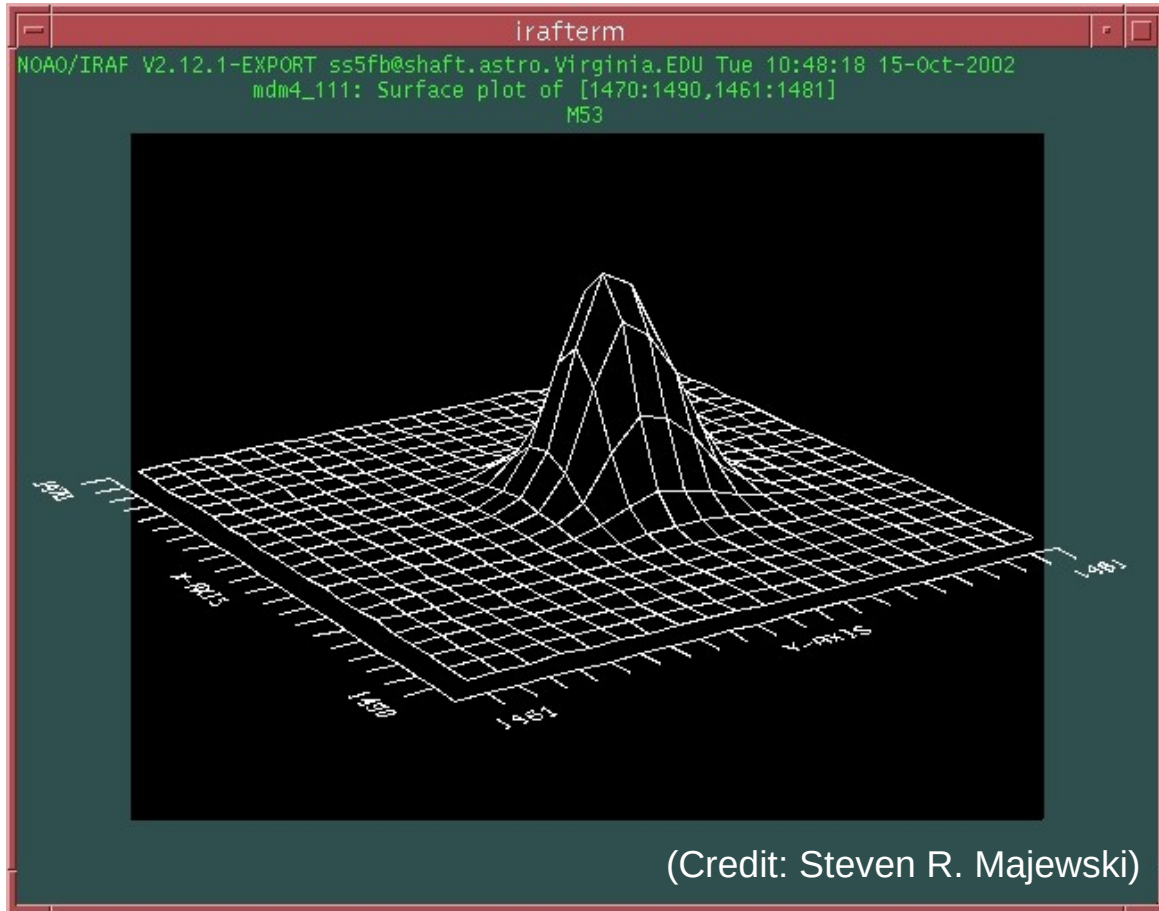 irafterm
NOAO/IRAF V2.12.1-EXPORT ss5fb@shaft.astro.Virginia.EDU Tue 10:48:18 15-Oct-2002
mdm4_111: Surface plot of [1470:1490,1461:1481]
M53
1470
1481
X-AXIS
Y-AXIS
1490
1461
(Credit: Steven R. Majewski)